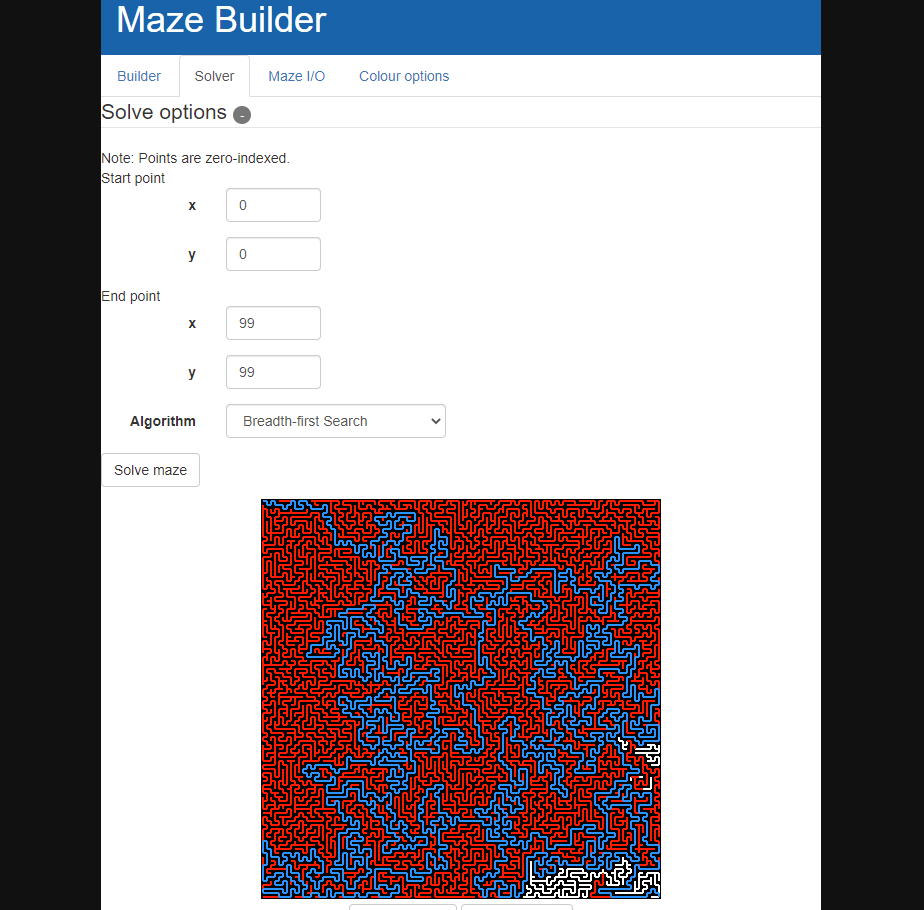 Maze Builder
Builder Solver Maze I/O Colour options
Solve options -
Note: Points are zero-indexed.
Start point
x 0
y 0
End point
x 99
y 99
Algorithm Breadth-first Search
Solve maze